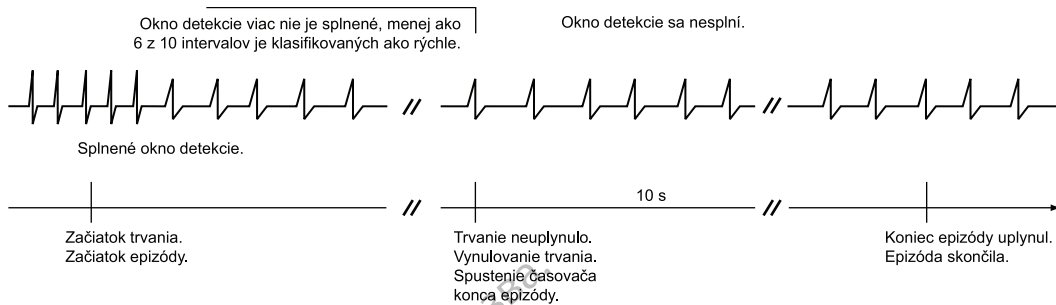 Okno detekcie viac nie je splnené, menej ako
6 z 10 intervalov je klasifikovaných ako rýchle.
Okno detekcie sa nesplní.
Splnené okno detekcie.
10 s
Začiatok trvania.
Začiatok epizódy.
Trvanie neuplynulo.
Vynulovanie trvania.
Spustenie časovača
konca epizódy.
Koniec epizódy uplynul.
Epizóda skončila.